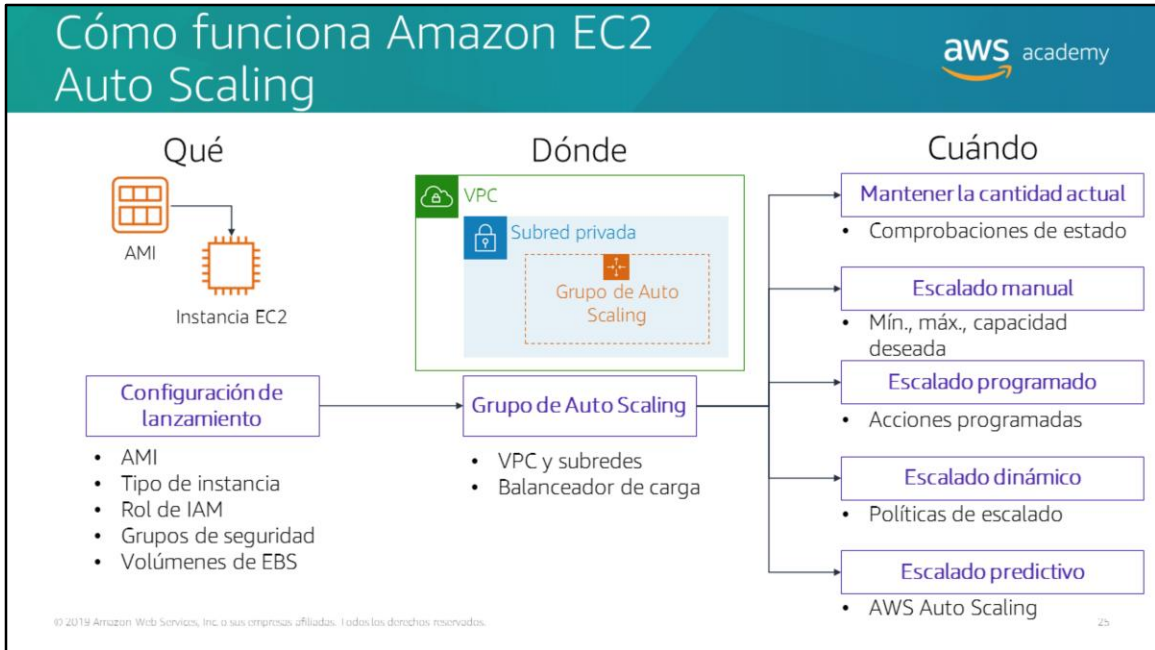 Cómo funciona Amazon EC2
Auto Scaling
aws academy
Qué
AMI
Instancia EC2
Configuración de
lanzamiento
• AMI
• Tipo de instancia
• Rol de IAM
• Grupos de seguridad
• Volúmenes de EBS
Dónde
VPC
Subred privada
Grupo de Auto
Scaling
Grupo de Auto Scaling
• VPC y subredes
• Balanceador de carga
Cuándo
Mantener la cantidad actual
• Comprobaciones de estado
Escalado manual
• Mín., máx., capacidad
deseada
Escalado programado
• Acciones programadas
Escalado dinámico
• Políticas de escalado
Escalado predictivo
• AWS Auto Scaling
© 2019 Amazon Web Services, Inc. o sus empresas afiliadas. Todos los derechos reservados.
25